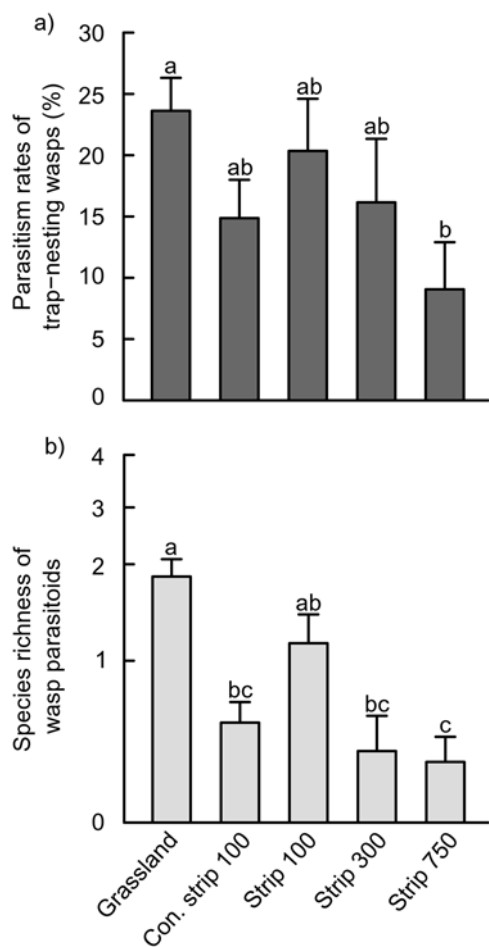 a)
Parasitism rates of
trap−nesting wasps (%)
30
25
20
15
10
5
0
a
ab
ab
ab
b
b)
Species richness of
wasp parasitoids
4
3
2
1
0
a
bc
ab
bc
c
Grassland
Con. strip 100
Strip 100
Strip 300
Strip 750